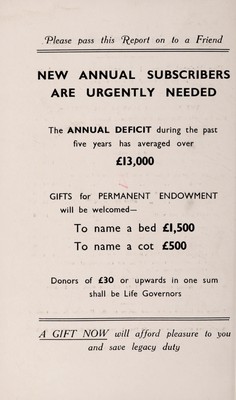 Please pass this Report on to a Friend
NEW ANNUAL SUBSCRIBERS
ARE URGENTLY NEEDED
The ANNUAL DEFICIT during the past
five years has averaged over
£13,000
GIFTS for PERMANENT ENDOWMENT
will be welcomed—
To name a bed £1,500
To name a cot £500
Donors of £30 or upwards in one sum
shall be Life Governors
A GIFT NOW will afford pleasure to you
and save legacy duty